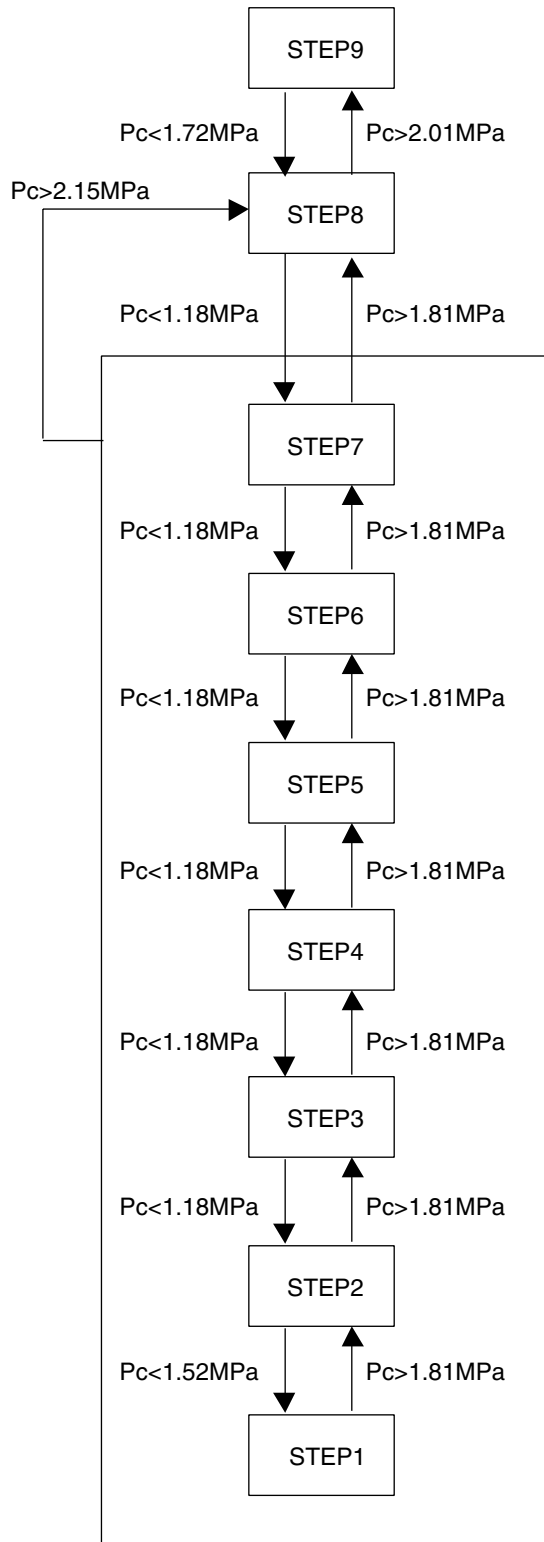 STEP9
Pc<1.72MPa
Pc>2.01MPa
Pc>2.15MPa
STEP8
Pc<1.18MPa
Pc>1.81MPa
STEP7
Pc<1.18MPa
Pc>1.81MPa
STEP6
Pc<1.18MPa
Pc>1.81MPa
STEP5
Pc<1.18MPa
Pc>1.81MPa
STEP4
Pc<1.18MPa
Pc>1.81MPa
STEP3
Pc<1.18MPa
Pc>1.81MPa
STEP2
Pc<1.52MPa
Pc>1.81MPa
STEP1